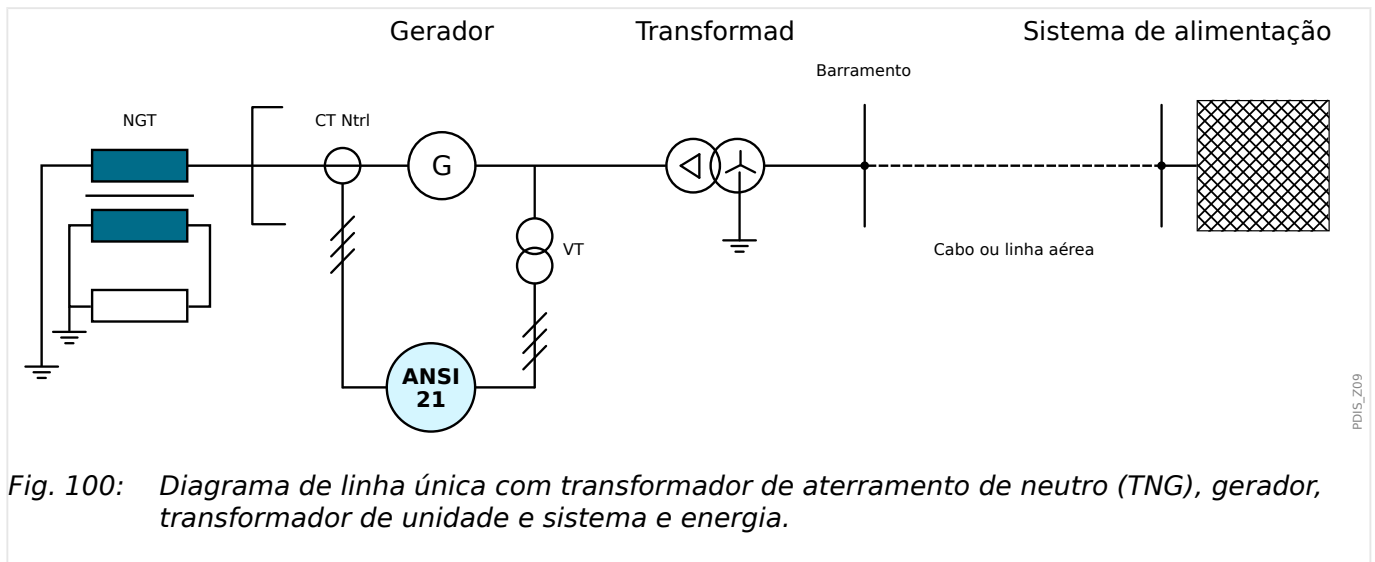 Gerador
Transformad
Sistema de alimentação
Barramento
NGT
CT Ntrl
G
VT
Cabo ou linha aérea
ANSI
21
PDIS_Z09
Fig. 100: Diagrama de linha única com transformador de aterramento de neutro (TNG), gerador,
transformador de unidade e sistema e energia.